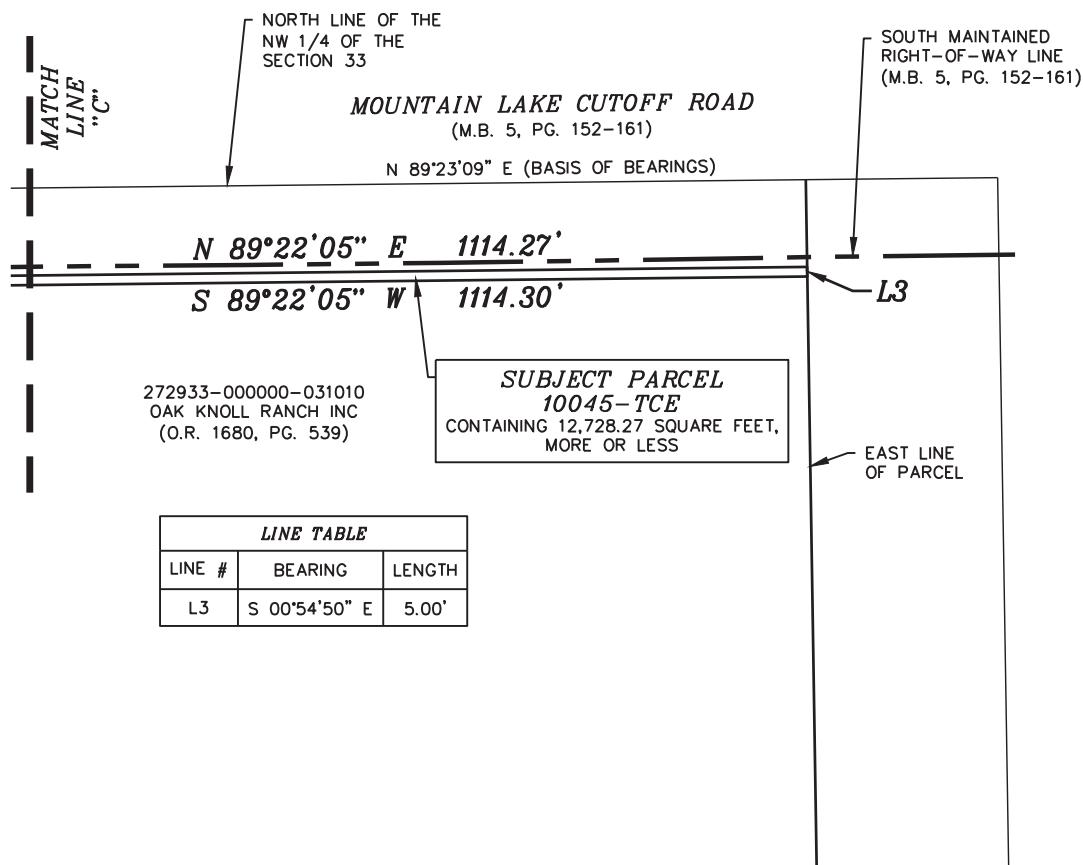 NORTH LINE OF THE
NW 1/4 OF THE
SECTION 33
SOUTH MAINTAINED
RIGHT-OF-WAY LINE
(M.B. 5, PG. 152-161)
MATCH
LINE
"C"
MOUNTAIN LAKE CUTOFF ROAD
(M.B. 5, PG. 152-161)
N 89°23'09" E (BASIS OF BEARINGS)
N 89°22'05" E 1114.27'
S 89°22'05" W 1114.30'
L3
272933-000000-031010
OAK KNOLL RANCH INC
(O.R. 1680, PG. 539)
SUBJECT PARCEL
10045-TCE
CONTAINING 12,728.27 SQUARE FEET,
MORE OR LESS
EAST LINE
OF PARCEL
LINE TABLE
LINE # BEARING LENGTH
L3 S 00°54'50" E 5.00'